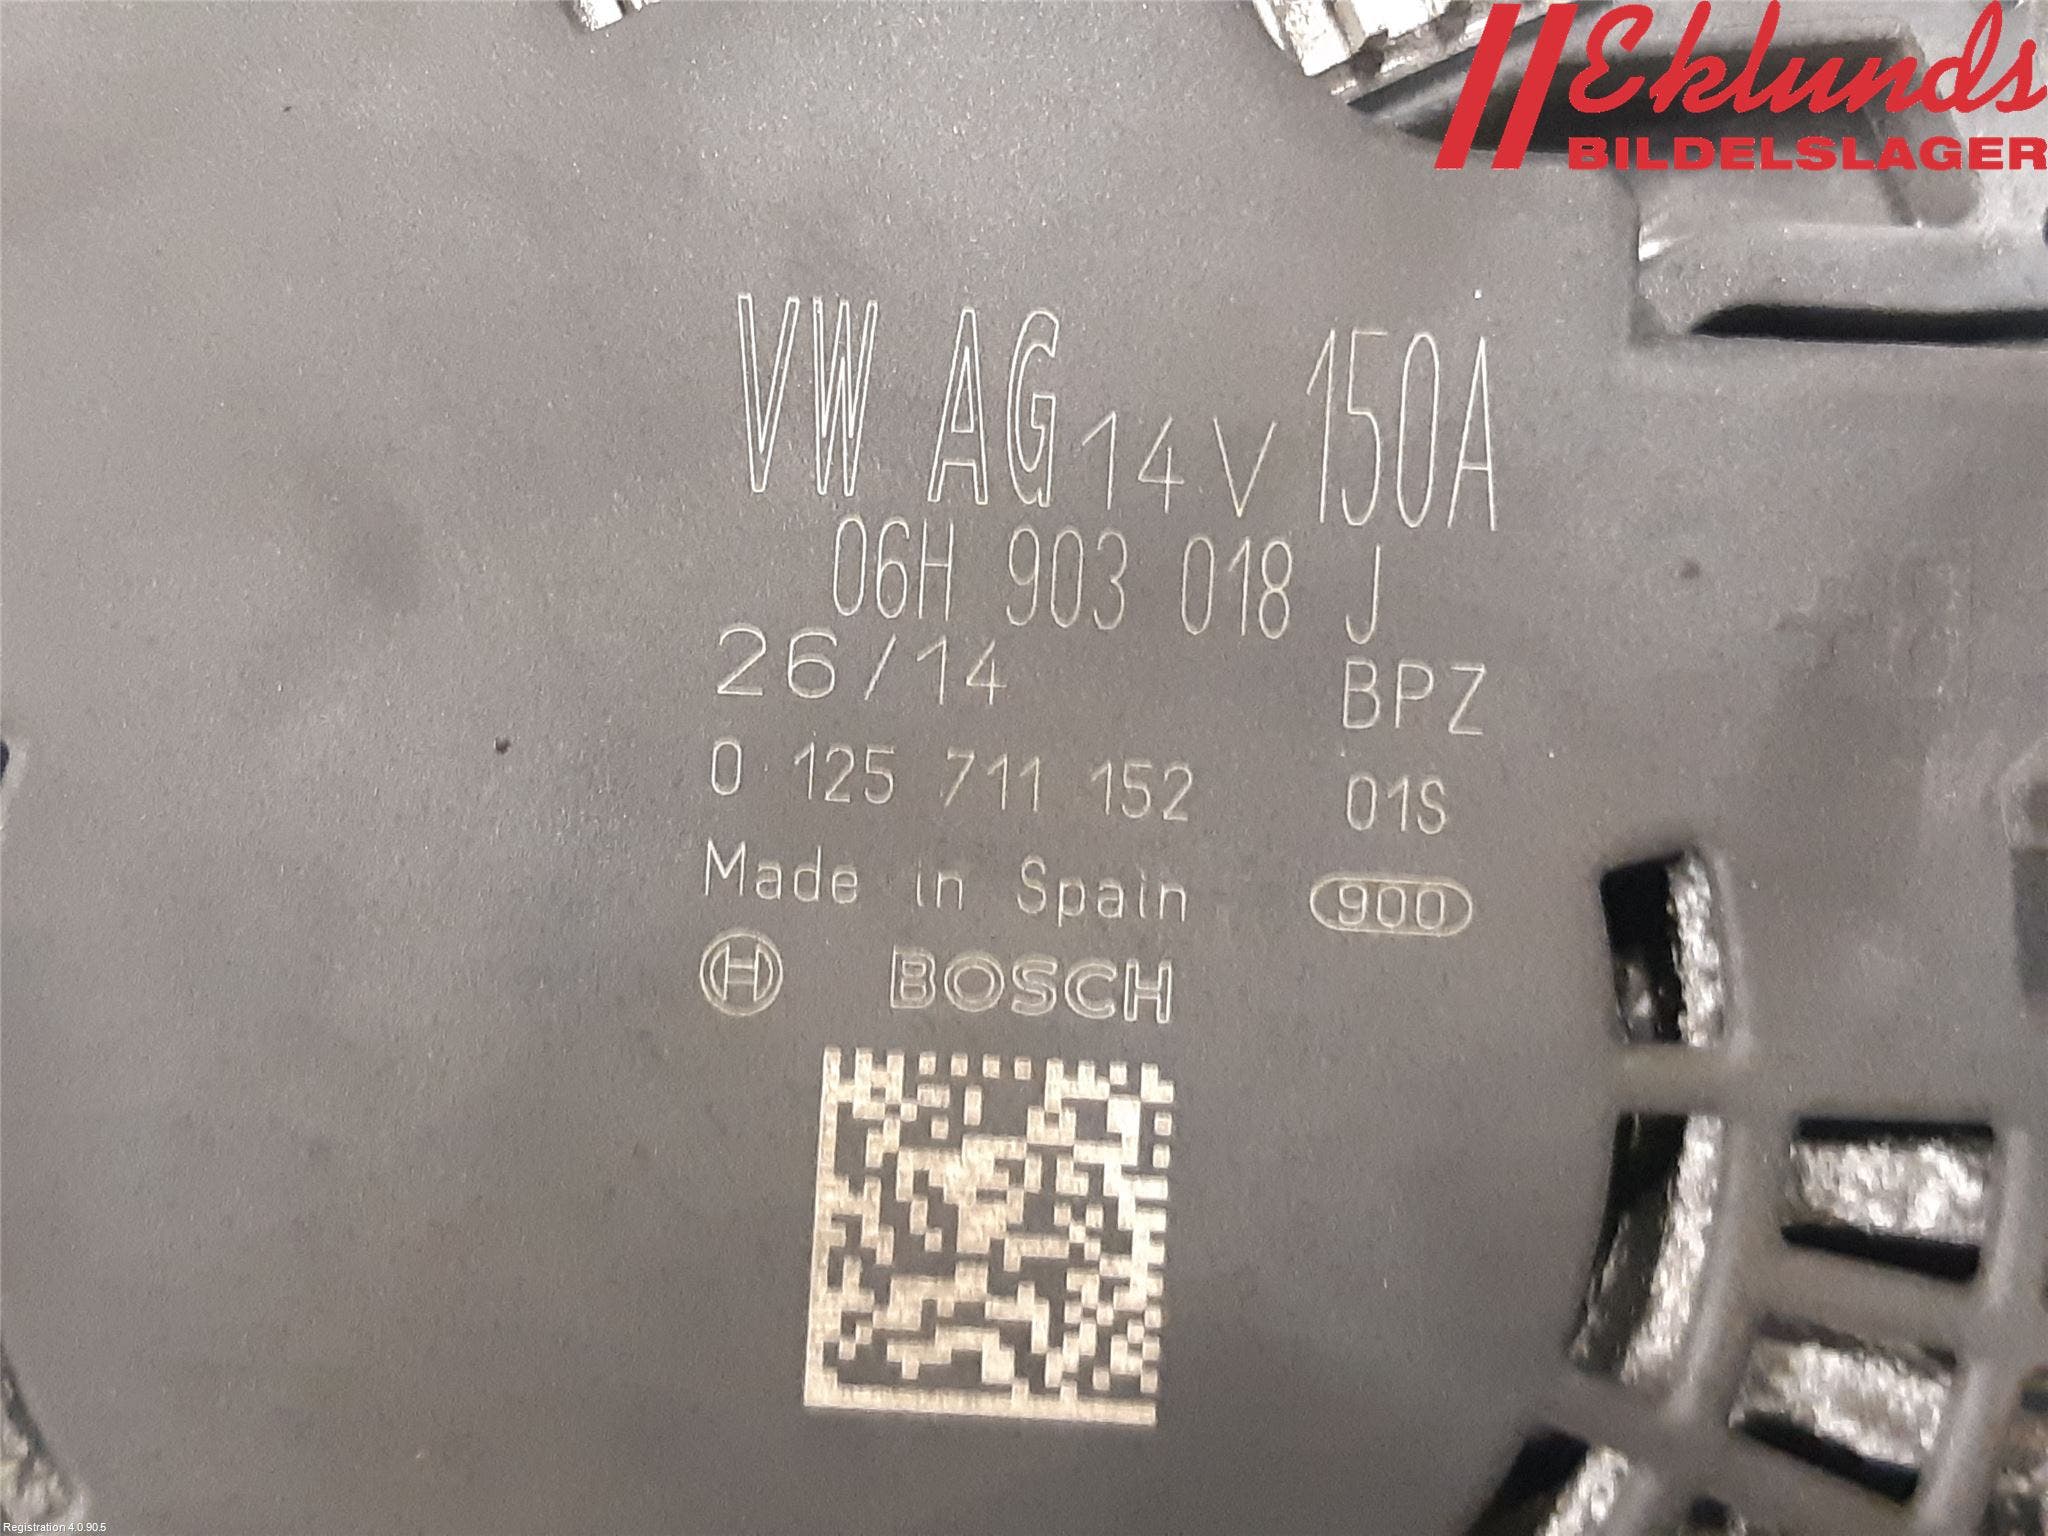 Eklunds
BILDELSLAGER
VW AG 14V 150A
06H 903 018 J
26/14 BPZ
0 125 711 152 01S
Made in Spain 900
H BOSCH
Registration 4.0.90.5